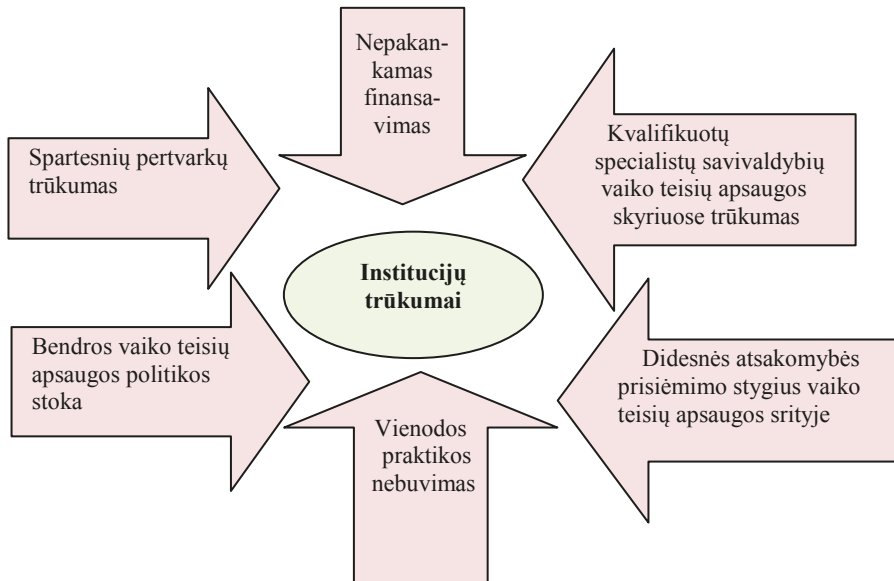 Nepakan-
kamas
finansa-
vimas
Spartesnių pertvarkų
trūkumas
Kvalifikuotų
specialistų savivaldybių
vaiko teisių apsaugos
skyriuose trūkumas
Institucijų
trūkumai
Bendros vaiko teisių
apsaugos politikos
stoka
Didesnės atsakomybės
prisiėmimo stygius vaiko
teisių apsaugos srityje
Vienodos
praktikos
nebuvimas